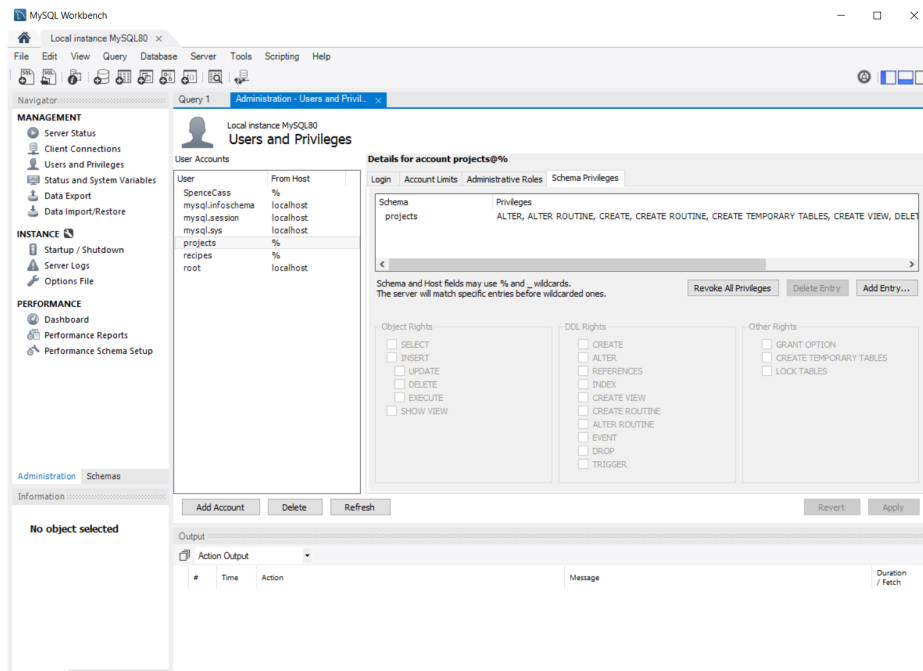 MySQL Workbench
Local instance MySQL80
File Edit View Query Database Server Tools Scripting Help
Navigator
MANAGEMENT
Server Status
Client Connections
Users and Privileges
Status and System Variables
Data Export
Data Import/Restore
INSTANCE
Startup / Shutdown
Server Logs
Options File
PERFORMANCE
Dashboard
Performance Reports
Performance Schema Setup
Administration Schemas
Information
No object selected
Query 1 Administration - Users and Privil...
Local instance MySQL80
Users and Privileges
User Accounts
User From Host
SpenceCass %
mysql.infoschema localhost
mysql.session localhost
mysql.sys localhost
projects %
recipes %
root localhost
Add Account Delete Refresh
Details for account projects@%
Login Account Limits Administrative Roles Schema Privileges
Schema Privileges
projects ALTER, ALTER ROUTINE, CREATE, CREATE ROUTINE, CREATE TEMPORARY TABLES, CREATE VIEW, DELET
Schema and Host fields may use % and _ wildcards.
The server will match specific entries before wildcarded ones.
Revoke All Privileges Delete Entry Add Entry...
Object Rights
SELECT
INSERT
UPDATE
DELETE
EXECUTE
SHOW VIEW
DDL Rights
CREATE
ALTER
REFERENCES
INDEX
CREATE VIEW
CREATE ROUTINE
ALTER ROUTINE
EVENT
DROP
TRIGGER
Other Rights
GRANT OPTION
CREATE TEMPORARY TABLES
LOCK TABLES
Revert Apply
Output
Action Output
# Time Action Message Duration / Fetch